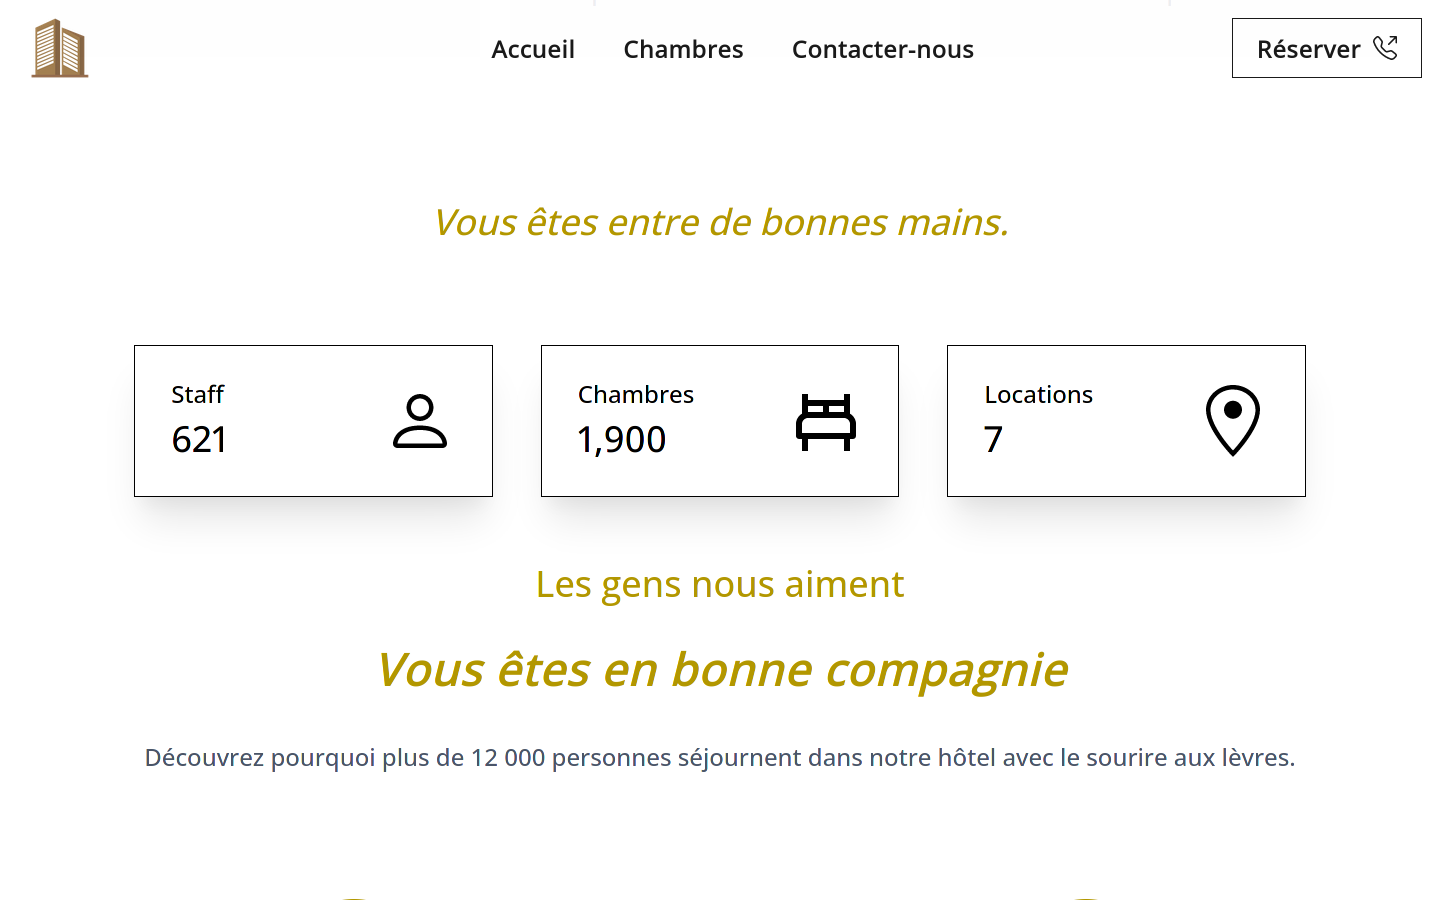 Accueil Chambres Contacter-nous Réserver
Vous êtes entre de bonnes mains.
Staff
621
Chambres
1,900
Locations
7
Les gens nous aiment
Vous êtes en bonne compagnie
Découvrez pourquoi plus de 12 000 personnes séjournent dans notre hôtel avec le sourire aux lèvres.